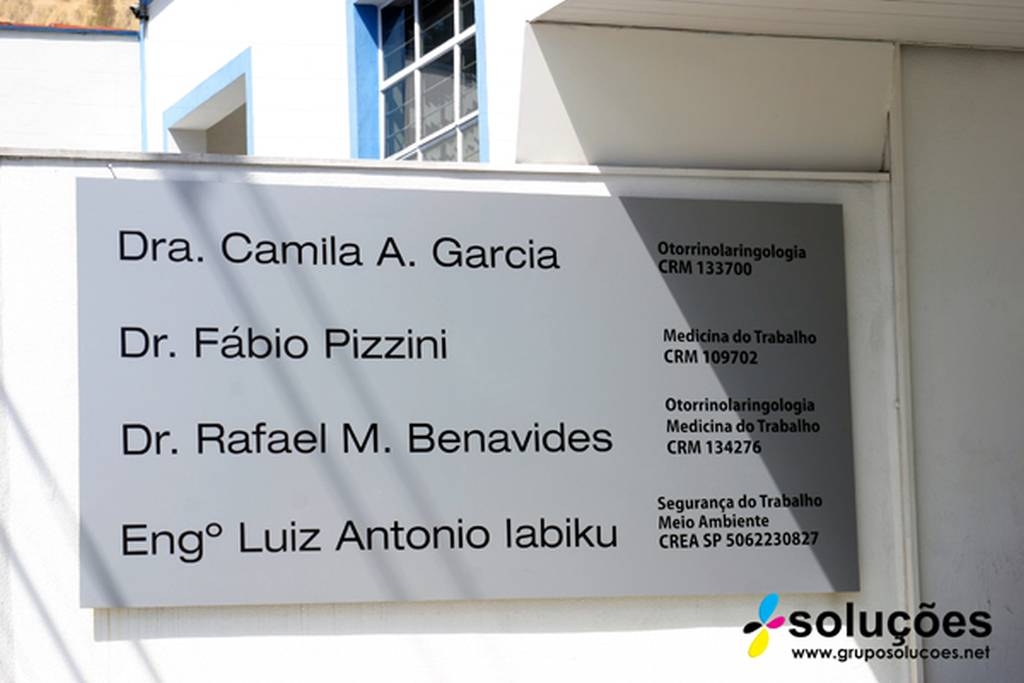 Dra. Camila A. Garcia
Otorrinolaringologia
CRM 133700
Dr. Fábio Pizzini
Medicina do Trabalho
CRM 109702
Dr. Rafael M. Benavides
Otorrinolaringologia
Medicina do Trabalho
CRM 134276
Engº Luiz Antonio Iabiku
Segurança do Trabalho
Meio Ambiente
CREA SP 5062230827
soluções
www.gruposolucoes.net